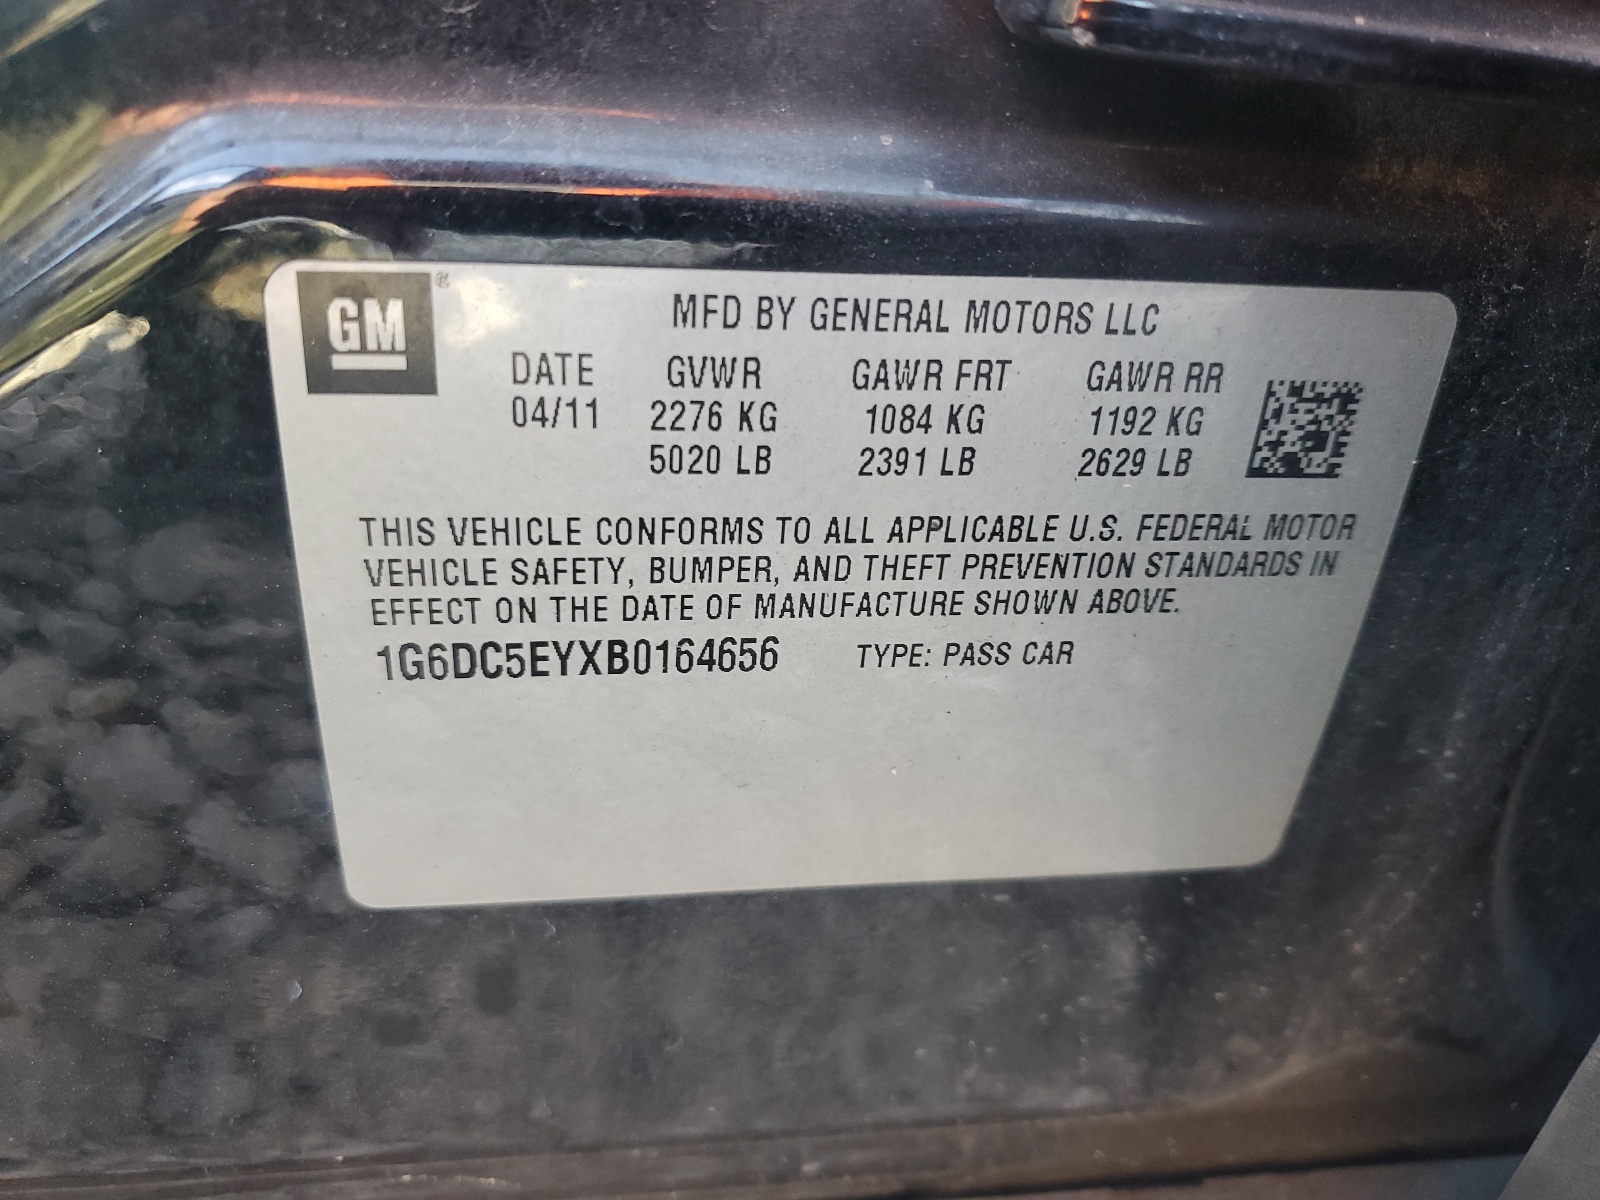 GM®
MFD BY GENERAL MOTORS LLC
DATE GVWR GAWR FRT GAWR RR
04/11 2276 KG 1084 KG 1192 KG
5020 LB 2391 LB 2629 LB
THIS VEHICLE CONFORMS TO ALL APPLICABLE U.S. FEDERAL MOTOR
VEHICLE SAFETY, BUMPER, AND THEFT PREVENTION STANDARDS IN
EFFECT ON THE DATE OF MANUFACTURE SHOWN ABOVE.
1G6DC5EYXB0164656 TYPE: PASS CAR